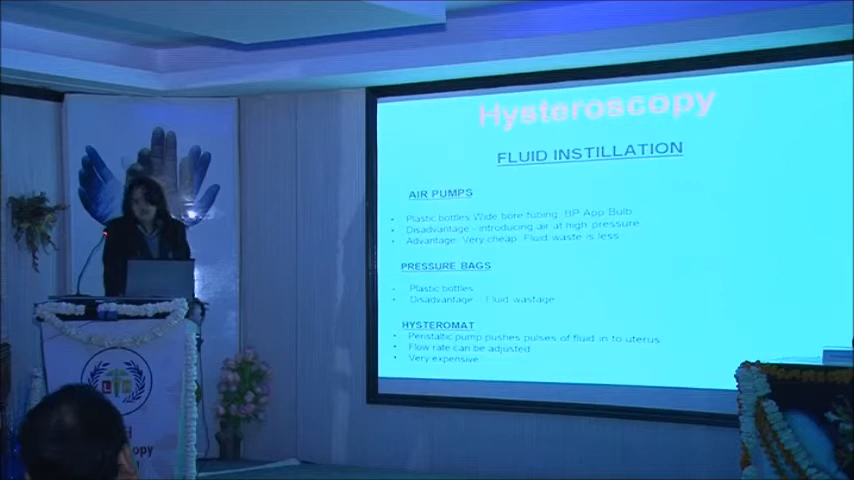 Hysteroscopy
FLUID INSTILLATION
AIR PUMPS
• Plastic bottles Wide bore tubing. BP App Bulb.
• Disadvantage - introducing air at high pressure
• Advantage: Very cheap. Fluid waste is less
PRESSURE BAGS
• Plastic bottles
• Disadvantage - Fluid wastage
HYSTEROMAT
• Peristaltic pump pushes pulses of fluid in to uterus
• Flow rate can be adjusted
• Very expensive